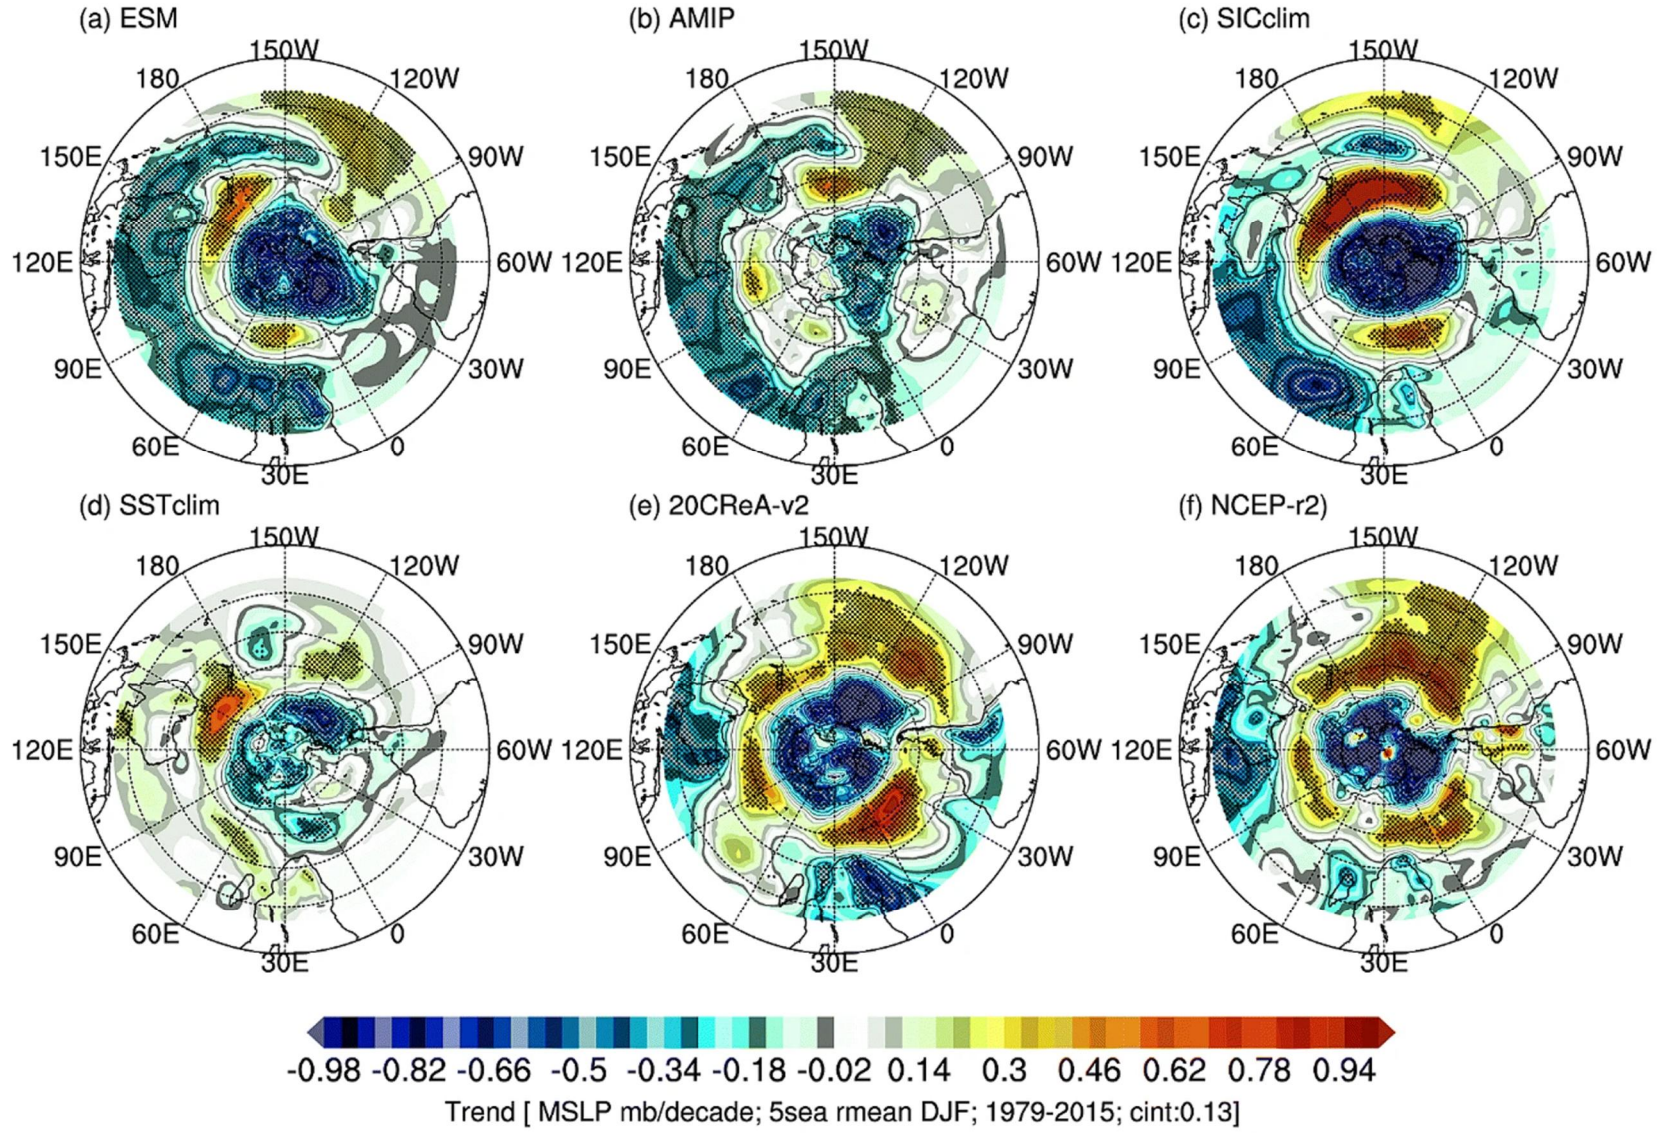 (a) ESM (b) AMIP (c) SICclim
150W 150W 150W
180 120W 180 120W 180 120W
150E 90W 150E 90W 150E 90W
120E 60W 120E 60W 120E 60W
90E 30W 90E 30W 90E 30W
60E 0 60E 0 60E 0
30E 30E 30E
(d) SSTclim (e) 20CReA-v2 (f) NCEP-r2)
150W 150W 150W
180 120W 180 120W 180 120W
150E 90W 150E 90W 150E 90W
120E 60W 120E 60W 120E 60W
90E 30W 90E 30W 90E 30W
60E 0 60E 0 60E 0
30E 30E 30E
-0.98 -0.82 -0.66 -0.5 -0.34 -0.18 -0.02 0.14 0.3 0.46 0.62 0.78 0.94
Trend [ MSLP mb/decade; 5sea rmean DJF; 1979-2015; cint:0.13]